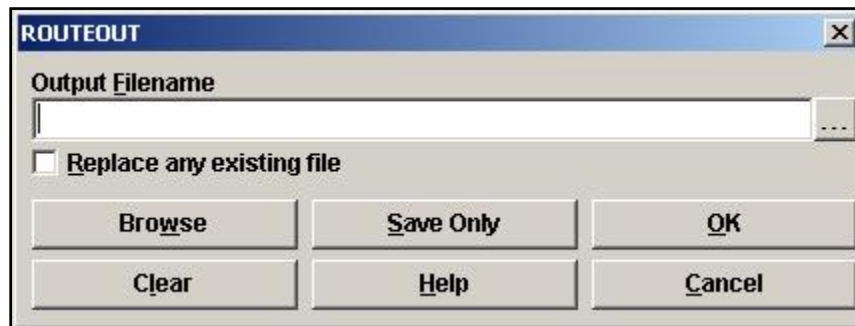 ROUTEOUT
Output Filename
...
Replace any existing file
Browse Save Only OK
Clear Help Cancel